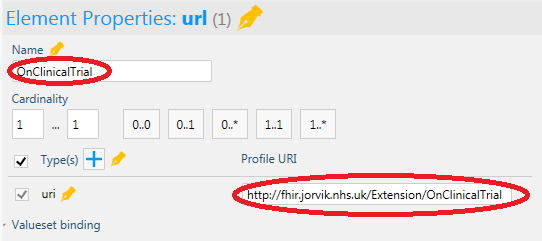 Element Properties: url (1)
Name
OnClinicalTrial
Cardinality
1 ... 1 0..0 0..1 0..* 1..1 1..*
Type(s) Profile URI
uri http://fhir.jorvik.nhs.uk/Extension/OnClinicalTrial
Valueset binding